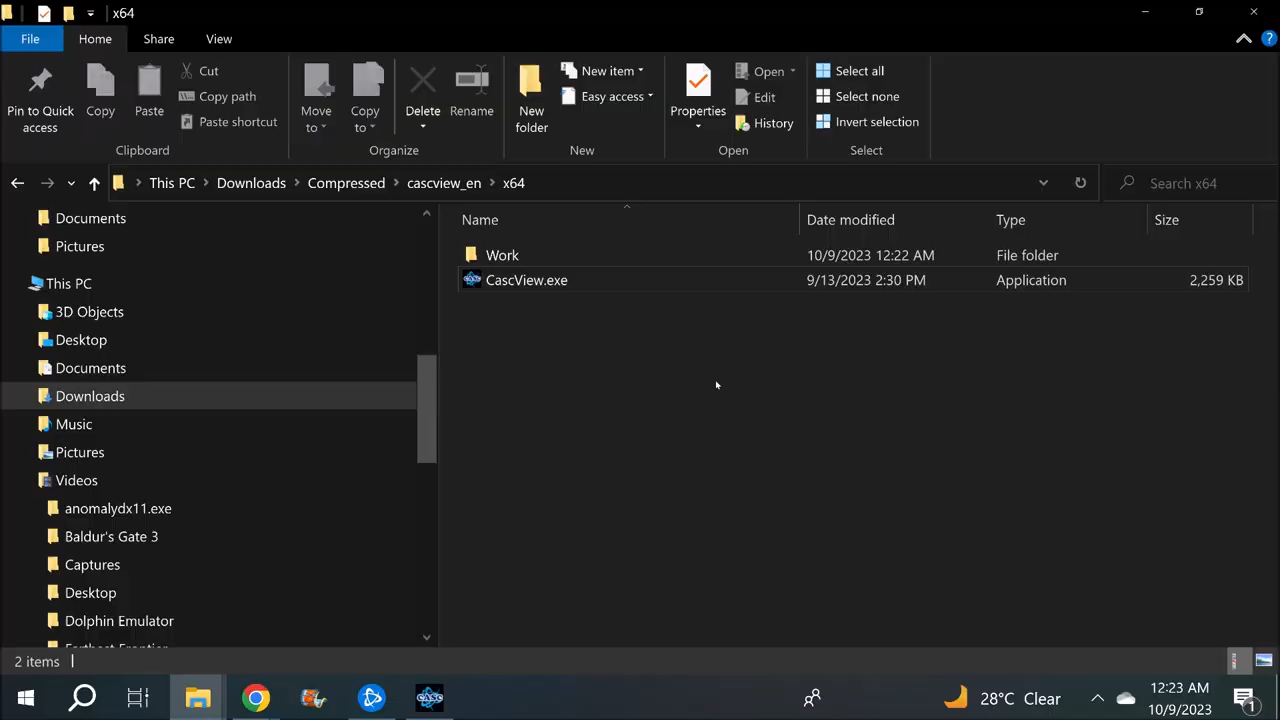 x64
File Home Share View
Pin to Quick access
Copy
Paste
Cut
Copy path
Paste shortcut
Clipboard
Move to
Copy to
Delete
Rename
Organize
New folder
New item
Easy access
New
Properties
Open
Edit
History
Open
Select all
Select none
Invert selection
Select
This PC Downloads Compressed cascview_en x64
Search x64
Documents
Pictures
This PC
3D Objects
Desktop
Documents
Downloads
Music
Pictures
Videos
anomalydx11.exe
Baldur's Gate 3
Captures
Desktop
Dolphin Emulator
Farthest Frontier
Name Date modified Type Size
Work 10/9/2023 12:22 AM File folder
CascView.exe 9/13/2023 2:30 PM Application 2,259 KB
2 items
CASC
28°C Clear
12:23 AM
10/9/2023
1